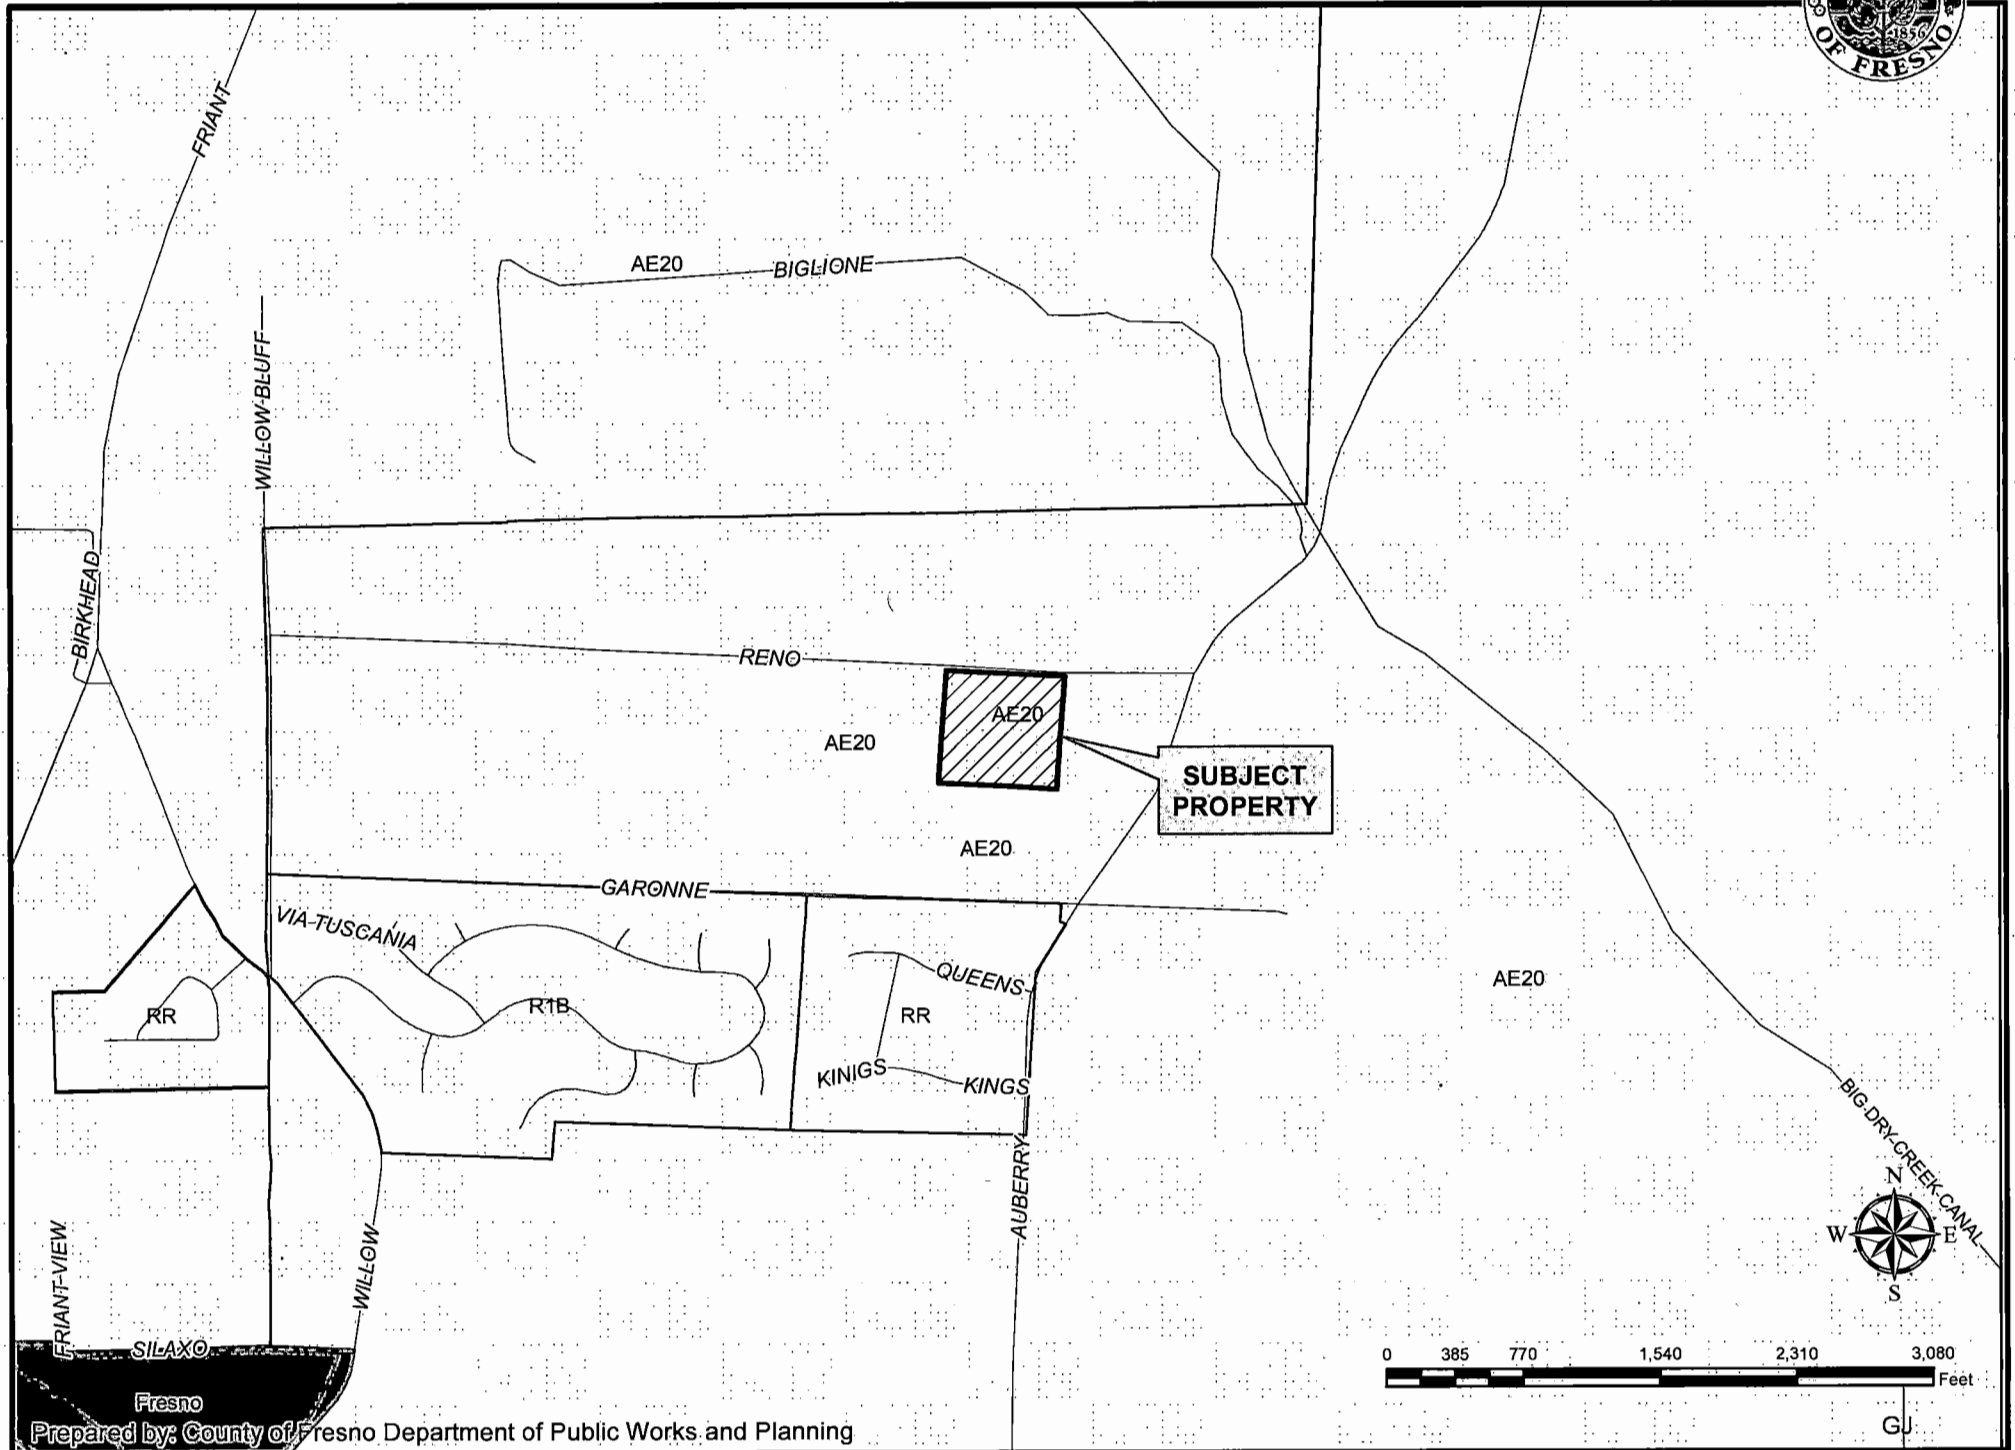 1856
OF FRESNO
FRIANT
AE20
BIGLIONE
WILLOW BLUFF
BIRKHEAD
RENO
AE20
AE20
SUBJECT
PROPERTY
AE20
GARONNE
VIA TUSCANIA
QUEENS
AE20
R1B
RR
RR
KINIGS
KINGS
BIG DRY CREEK CANAL
AUBERRY
N
W
E
S
FRIANT VIEW
WILLOW
SILAXO
0 385 770 1,540 2,310 3,080
Feet
Fresno
Prepared by: County of Fresno Department of Public Works and Planning
GJ